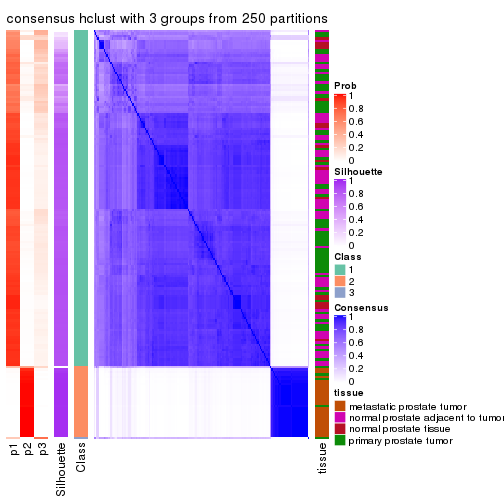 consensus hclust with 3 groups from 250 partitions
Prob
1
0.8
0.6
0.4
0.2
0
Silhouette
1
0.8
0.6
0.4
0.2
0
Class
1
2
3
Consensus
1
0.8
0.6
0.4
0.2
0
tissue
metastatic prostate tumor
normal prostate adjacent to tumor
normal prostate tissue
primary prostate tumor
p1
p2
p3
Silhouette
Class
tissue